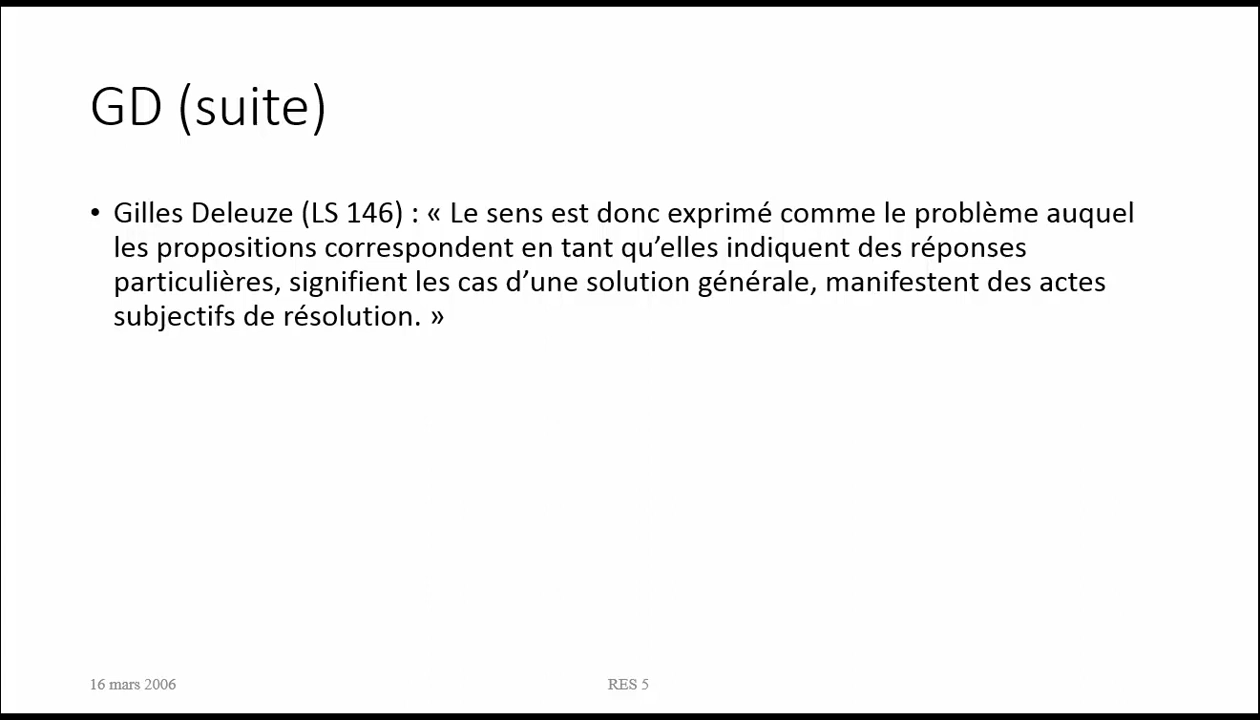 GD (suite)
• Gilles Deleuze (LS 146) : « Le sens est donc exprimé comme le problème auquel
les propositions correspondent en tant qu’elles indiquent des réponses
particulières, signifient les cas d’une solution générale, manifestent des actes
subjectifs de résolution. »
16 mars 2006
RES 5